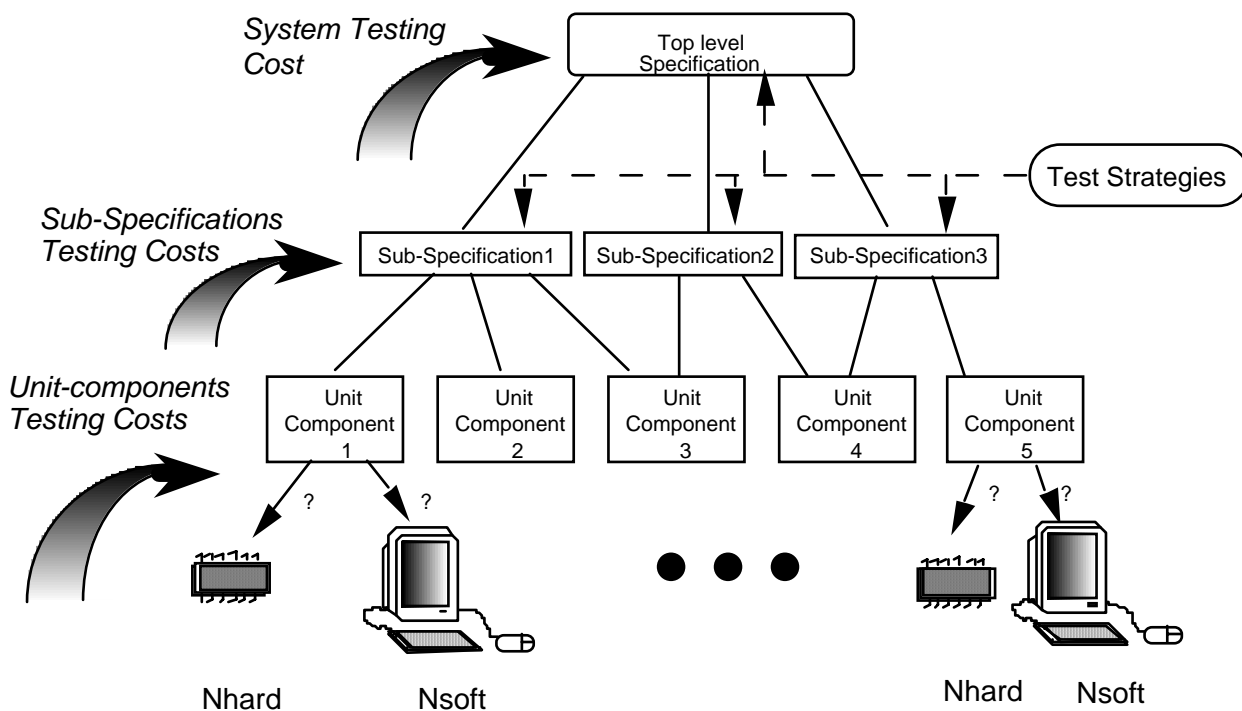 System Testing
Cost
Top level
Specification
Test Strategies
Sub-Specifications
Testing Costs
Sub-Specification1
Sub-Specification2
Sub-Specification3
Unit-components
Testing Costs
Unit
Component
1
Unit
Component
2
Unit
Component
3
Unit
Component
4
Unit
Component
5
?
?
?
?
Nhard
Nsoft
Nhard
Nsoft